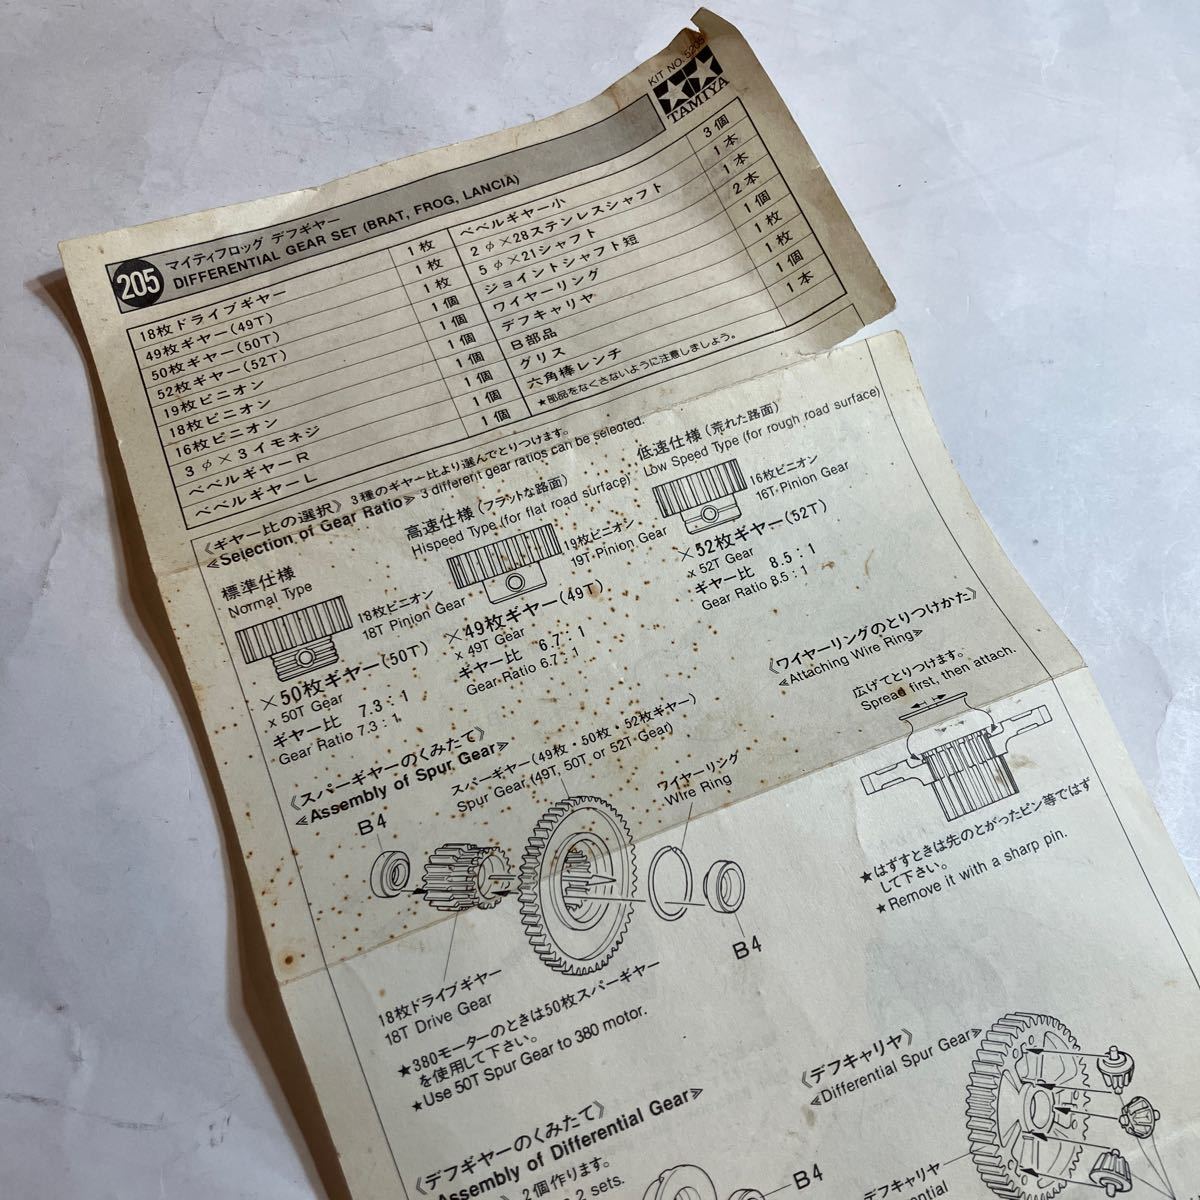 KIT NO. 5205
TAMIYA
205
マイティフロッグ デフギヤー
DIFFERENTIAL GEAR SET (BRAT, FROG, LANCIA)
18枚ドライブギヤー 1枚
49枚ギヤー(49T) 1枚
50枚ギヤー(50T) 1枚
52枚ギヤー(52T) 1個
19枚ピニオン 1個
18枚ピニオン 1個
16枚ピニオン 1個
3φ×3イモネジ 1個
ベベルギヤーR 1個
ベベルギヤーL
ベベルギヤー小 3個
2φ×28ステンレスシャフト 1本
5φ×21シャフト 1本
ジョイントシャフト短 2本
ワイヤーリング 1個
デフキャリヤ 1枚
B部品 1枚
グリス 1個
六角棒レンチ 1本
★部品をなくさないように注意しましょう。
《ギヤー比の選択》3種のギヤー比より選んでとりつけます。
≪Selection of Gear Ratio≫ 3 different gear ratios can be selected.
標準仕様
Normal Type
18枚ピニオン
18T Pinion Gear
×50枚ギヤー(50T)
x 50T Gear
ギヤー比 7.3：1
Gear Ratio 7.3：1
高速仕様(フラットな路面)
Hispeed Type (for flat road surface)
19枚ピニオン
19T Pinion Gear
×49枚ギヤー(49T)
x 49T Gear
ギヤー比 6.7：1
Gear Ratio 6.7：1
低速仕様(荒れた路面)
Low Speed Type (for rough road surface)
16枚ピニオン
16T Pinion Gear
×52枚ギヤー(52T)
x 52T Gear
ギヤー比 8.5：1
Gear Ratio 8.5：1
《ワイヤーリングのとりつけかた》
≪Attaching Wire Ring≫
広げてとりつけます。
Spread first, then attach.
★はずすときは先のとがったピン等ではず
して下さい。
★Remove it with a sharp pin.
《スパーギヤーのくみたて》
≪Assembly of Spur Gear≫
B4
スパーギヤー(49枚・50枚・52枚ギヤー)
Spur Gear (49T, 50T or 52T Gear)
ワイヤーリング
Wire Ring
B4
18枚ドライブギヤー
18T Drive Gear
★380モーターのときは50枚スパーギヤー
を使用して下さい。
★Use 50T Spur Gear to 380 motor.
《デフキャリヤ》
≪Differential Spur Gear≫
《デフギヤーのくみたて》
≪Assembly of Differential Gear≫
2個作ります。
2 sets.
B4
デフキャリヤ